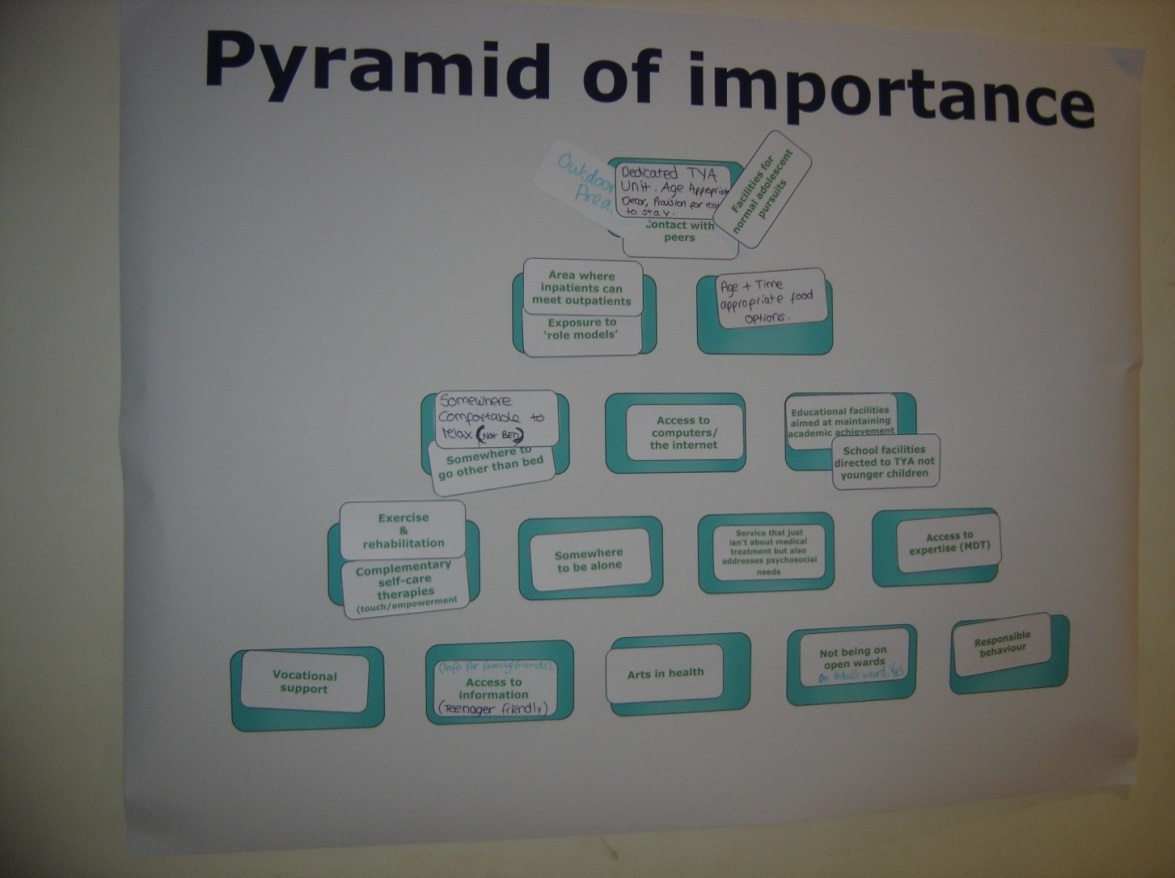 Pyramid of importance
Outdoor
Area
Dedicated TYA
Unit. Age Appropriat
Decor, Provision for
to stay.
Contact with
peers
Facilities for
normal adolescent
pursuits
Area where
inpatients can
meet outpatients
Exposure to
‘role models’
Age + Time
appropriate food
options.
Somewhere
Comfortable to
relax (NOT BED)
Somewhere to
go other than bed
Access to
computers/
the internet
Educational facilities
aimed at maintaining
academic achievement
School facilities
directed to TYA not
younger children
Exercise
&
rehabilitation
Complementary
self-care
therapies
(touch/empowerment
Somewhere
to be alone
Service that just
isn't about medical
treatment but also
addresses psychosocial
needs
Access to
expertise (MDT)
Vocational
support
(Info for family/friends)
Access to
information
(Teenager friendly)
Arts in health
Not being on
open wards
Responsible
behaviour